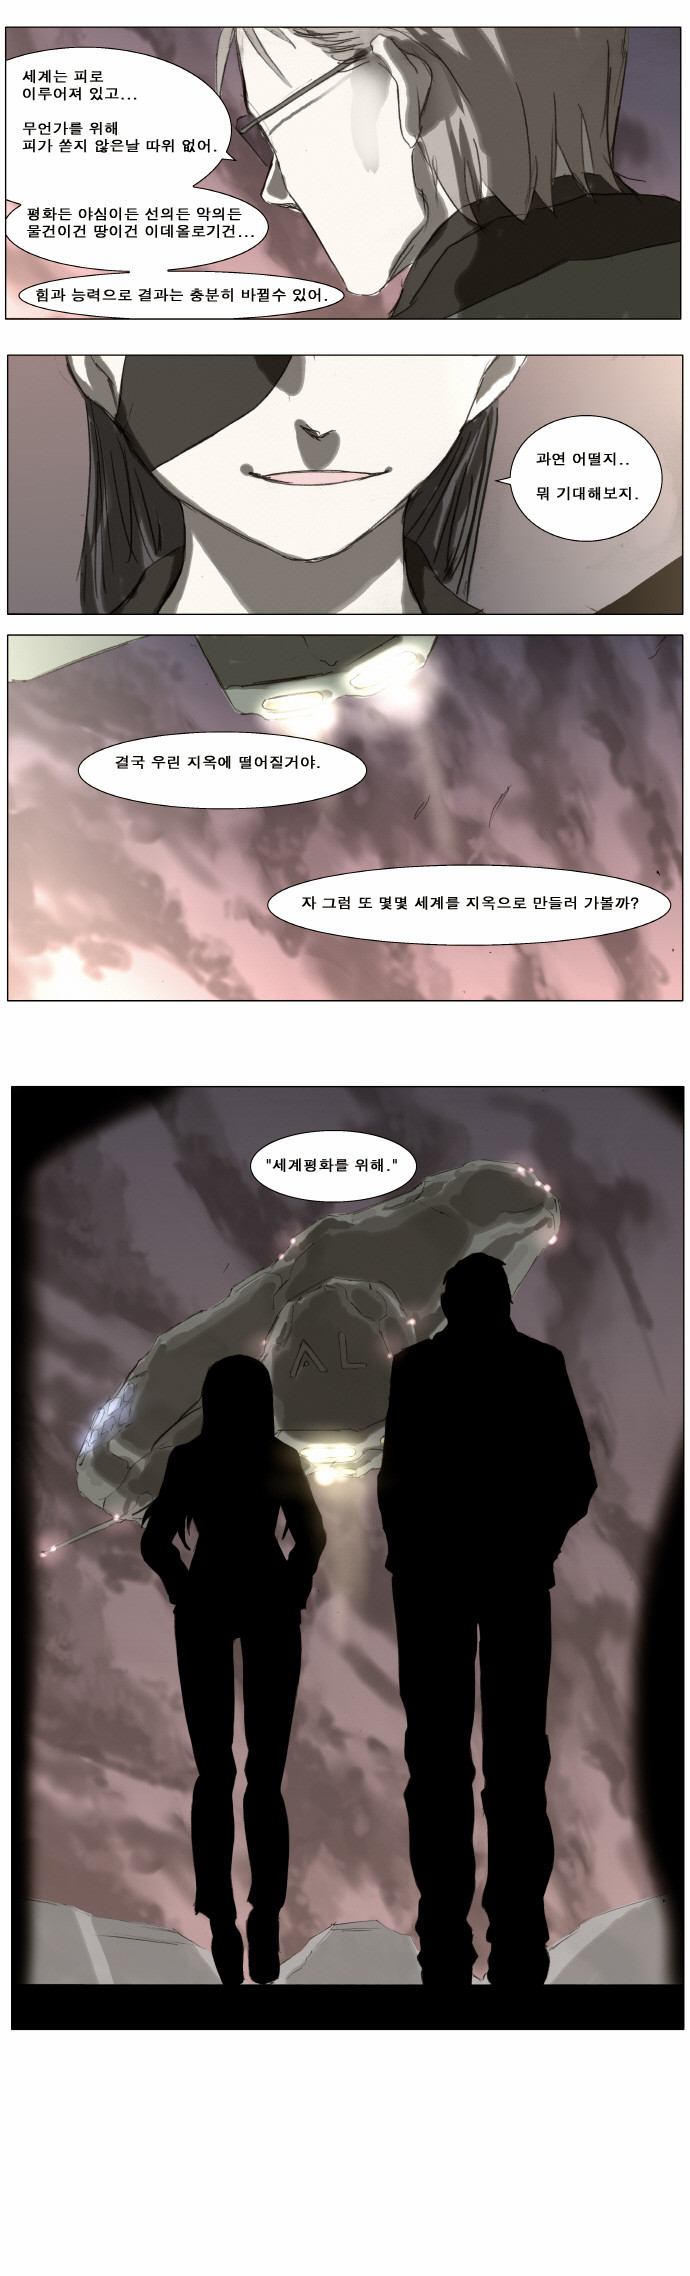 세계는 피로
이루어져 있고...
무언가를 위해
피가 쏟지 않은날 따위 없어.
평화든 야심이든 선의든 악의든
물건이건 땅이건 이데올로기건...
힘과 능력으로 결과는 충분히 바뀔수 있어.
과연 어떨지..
뭐 기대해보지.
결국 우린 지옥에 떨어질거야.
자 그럼 또 몇몇 세계를 지옥으로 만들러 가볼까?
"세계평화를 위해."
AL